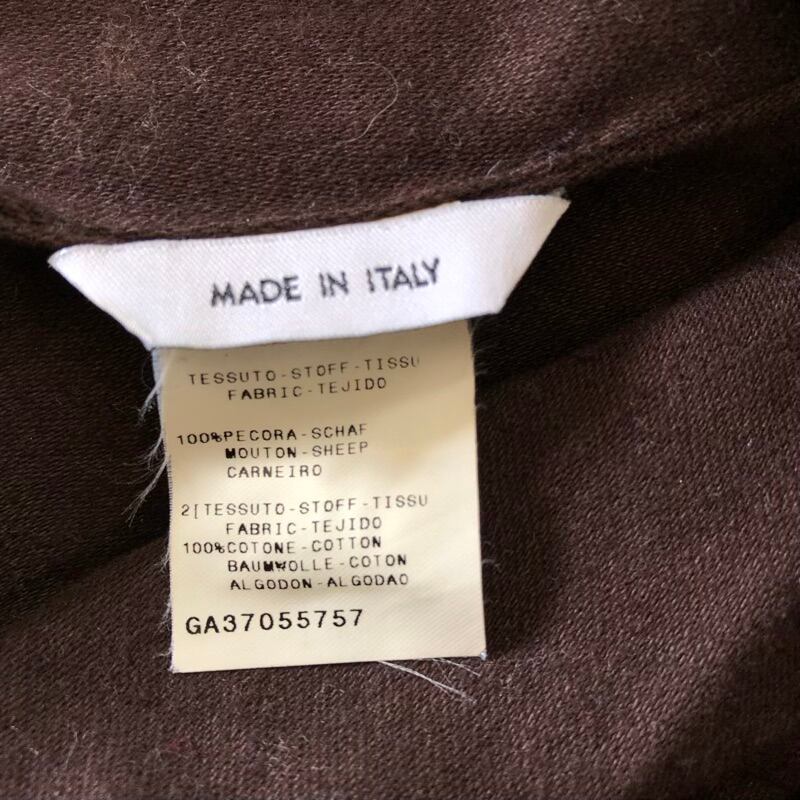 MADE IN ITALY
TESSUTO-STOFF-TISSU
FABRIC-TEJIDO
100%PECORA-SCHAF
MOUTON-SHEEP
CARNEIRO
2[TESSUTO-STOFF-TISSU
FABRIC-TEJIDO
100%COTONE-COTTON
BAUMWOLLE-COTON
ALGODON-ALGODAO
GA37055757